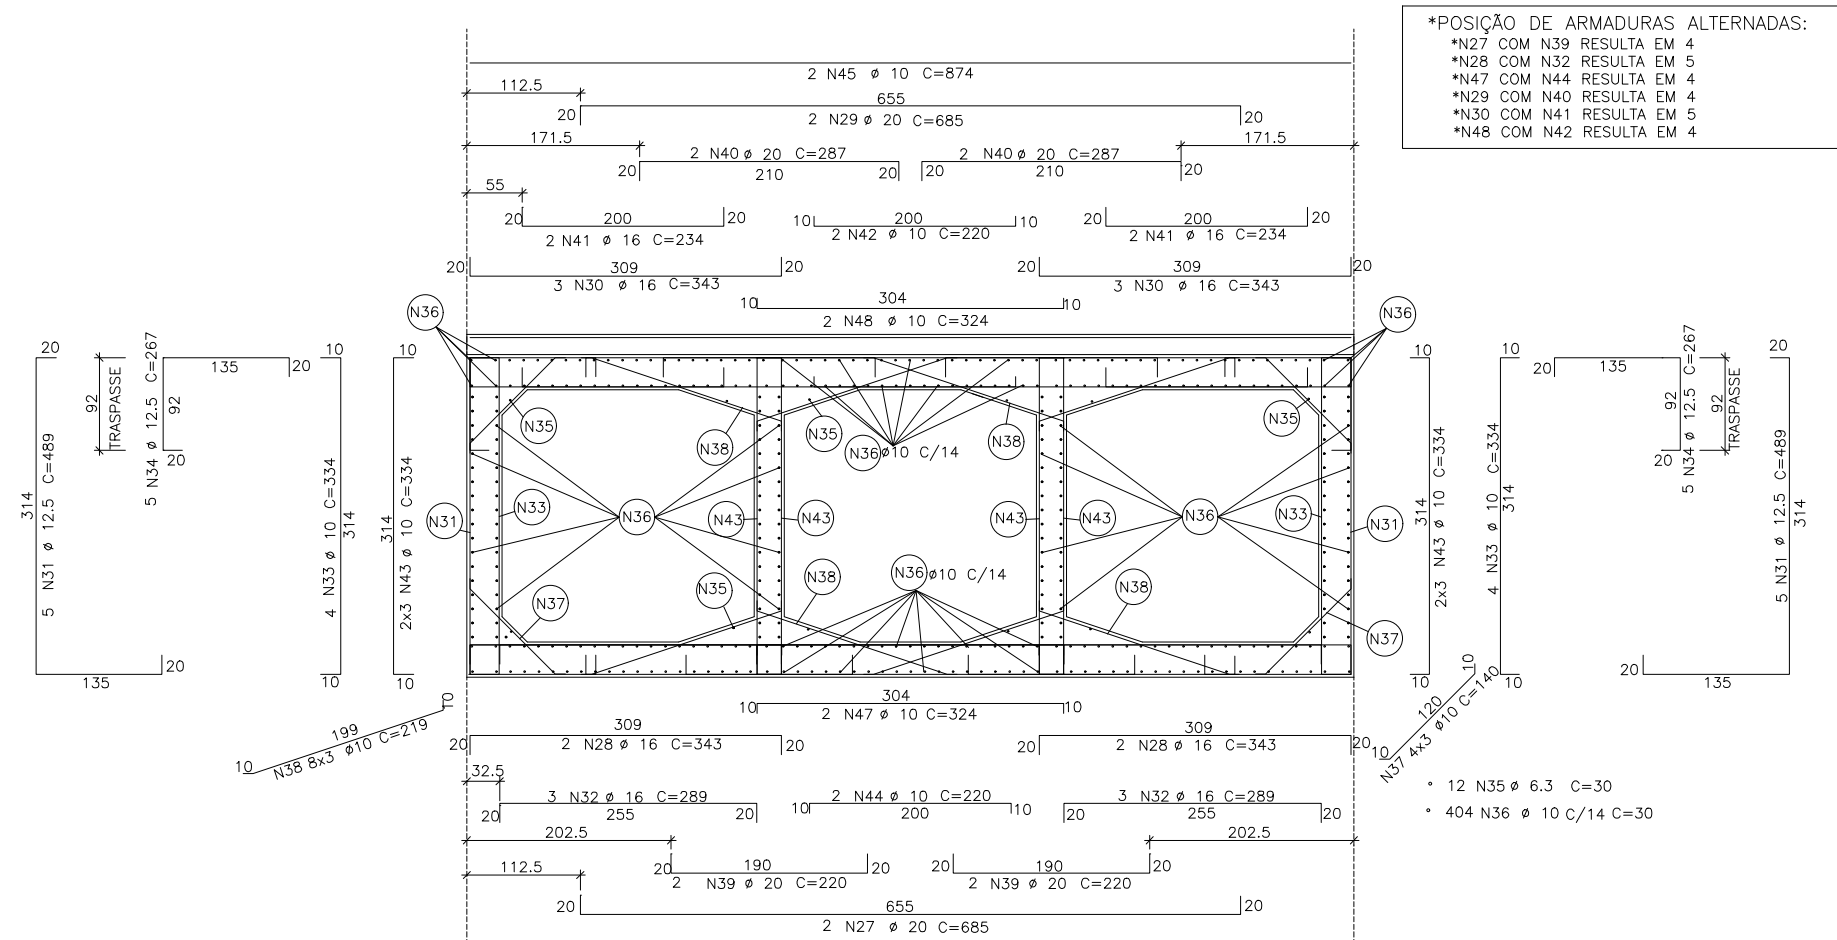 *POSIÇÃO DE ARMADURAS ALTERNADAS:
*N27 COM N39 RESULTA EM 4
*N28 COM N32 RESULTA EM 5
*N47 COM N44 RESULTA EM 4
*N29 COM N40 RESULTA EM 4
*N30 COM N41 RESULTA EM 5
*N48 COM N42 RESULTA EM 4
2 N45 ø 10 C=874
112.5
655
20 20
2 N29 ø 20 C=685
171.5 171.5
2 N40 ø 20 C=287 2 N40 ø 20 C=287
20 210 20 20 210 20
55
20 200 20 10 200 10 20 200 20
2 N41 ø 16 C=234 2 N42 ø 10 C=220 2 N41 ø 16 C=234
20 309 20 20 309 20
3 N30 ø 16 C=343 3 N30 ø 16 C=343
10 304 10
2 N48 ø 10 C=324
N36 N36
20
314
5 N31 ø 12.5 C=489
135
20
92
TRASPASSE
5 N34 ø 12.5 C=267
135
20
92
20
10
4 N33 ø 10 C=334
314
10
10
314
2x3 N43 ø 10 C=334
10
N35 N38 N35 N38 N35
N36 ø10 C/14
N31 N33 N36 N43 N43 N43 N43 N36 N33 N31
N36 ø10 C/14
N37 N35 N38 N38 N37
10
314
2x3 N43 ø 10 C=334
10
10
4 N33 ø 10 C=334
314
10
20
135
92
20
5 N34 ø 12.5 C=267
92
TRASPASSE
20
5 N31 ø 12.5 C=489
314
20
135
10
199
10
N38 8x3 ø10 C=219
10
120
10
N37 4x3 ø10 C=140
10 304 10
2 N47 ø 10 C=324
20 309 20 20 309 20
2 N28 ø 16 C=343 2 N28 ø 16 C=343
32.5
3 N32 ø 16 C=289 2 N44 ø 10 C=220 3 N32 ø 16 C=289
20 255 20 10 200 10 20 255 20
° 12 N35 ø 6.3 C=30
° 404 N36 ø 10 C/14 C=30
202.5 202.5
20 190 20 20 190 20
2 N39 ø 20 C=220 2 N39 ø 20 C=220
112.5
20 655 20
2 N27 ø 20 C=685